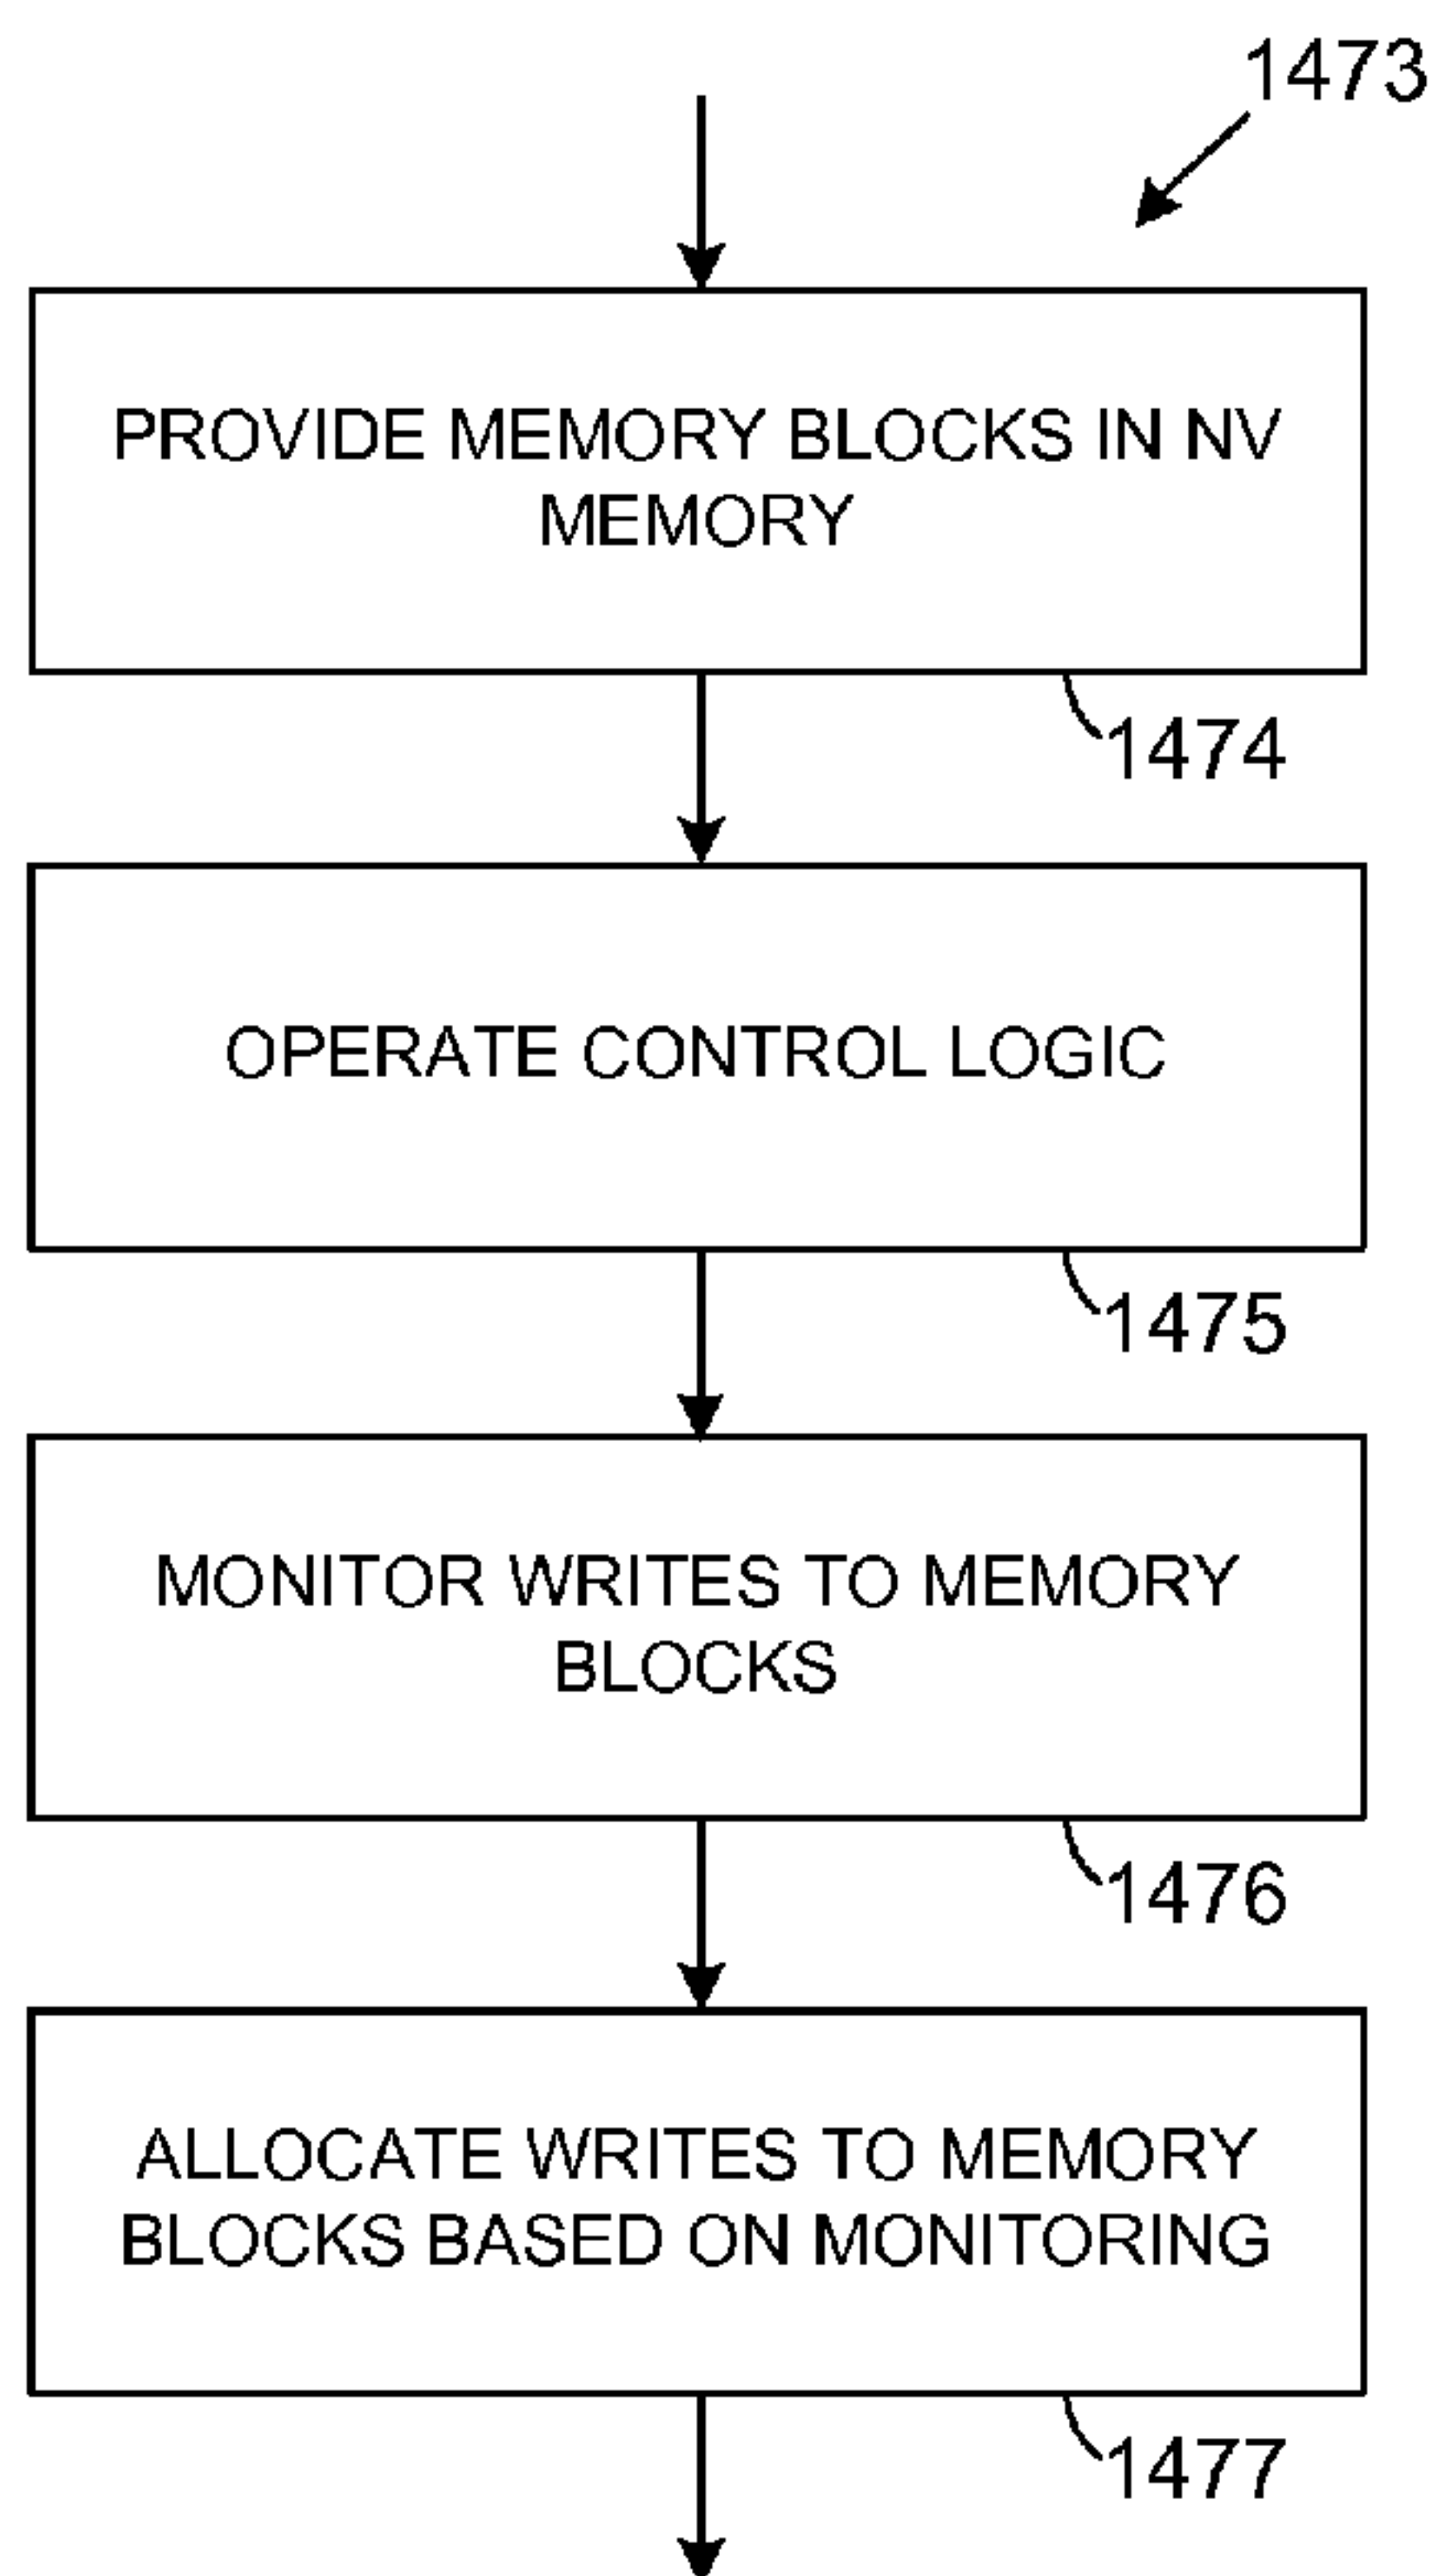 1473
PROVIDE MEMORY BLOCKS IN NV
MEMORY
1474
OPERATE CONTROL LOGIC
1475
MONITOR WRITES TO MEMORY
BLOCKS
1476
ALLOCATE WRITES TO MEMORY
BLOCKS BASED ON MONITORING
1477